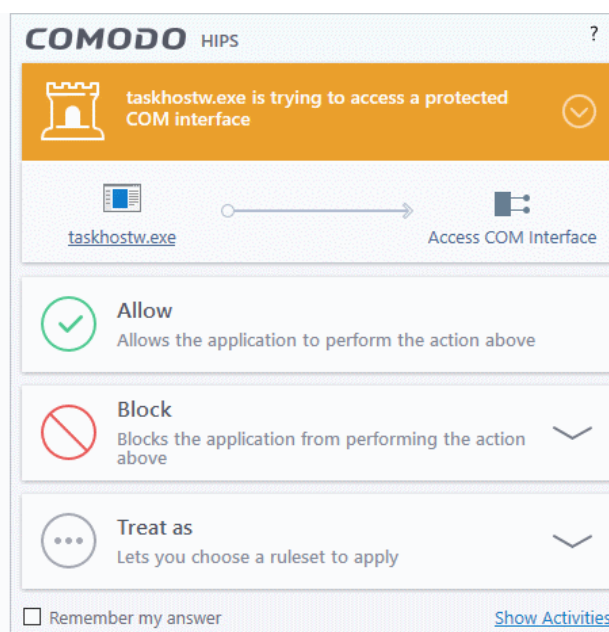 COMODO HIPS ?
taskhostw.exe is trying to access a protected
COM interface
taskhostw.exe Access COM Interface
Allow
Allows the application to perform the action above
Block
Blocks the application from performing the action
above
Treat as
Lets you choose a ruleset to apply
Remember my answer Show Activities